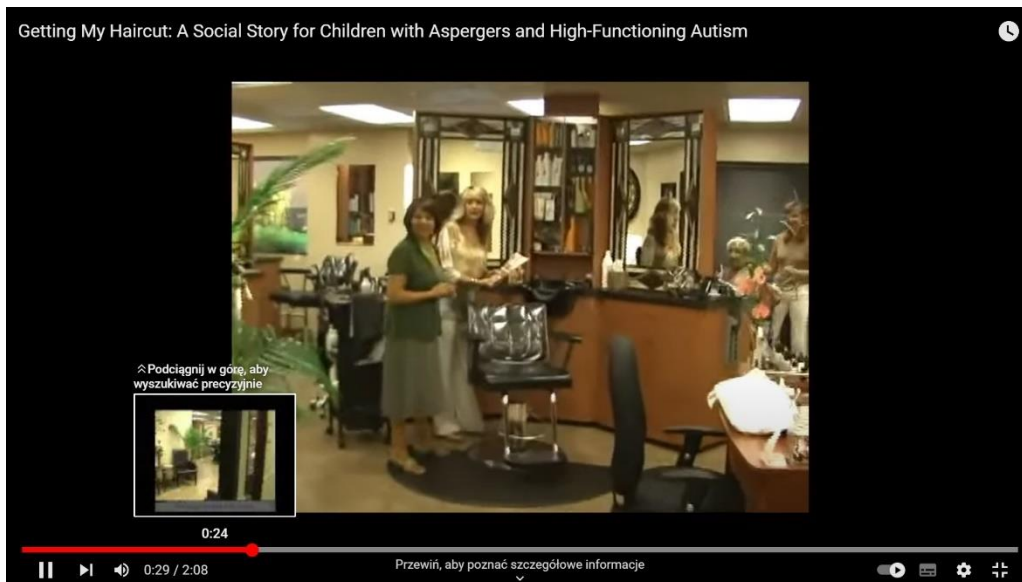 Getting My Haircut: A Social Story for Children with Aspergers and High-Functioning Autism
Podciągnij w górę, aby
wyszukiwać precyzyjnie
0:24
0:29 / 2:08
Przewiń, aby poznać szczegółowe informacje